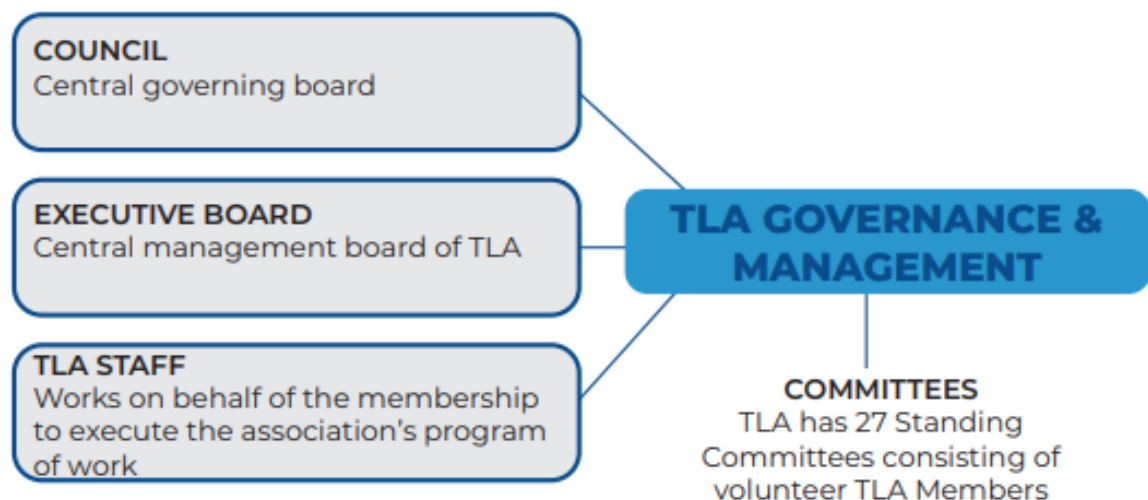 COUNCIL
Central governing board
EXECUTIVE BOARD
Central management board of TLA
TLA STAFF
Works on behalf of the membership
to execute the association’s program
of work
TLA GOVERNANCE &
MANAGEMENT
COMMITTEES
TLA has 27 Standing
Committees consisting of
volunteer TLA Members